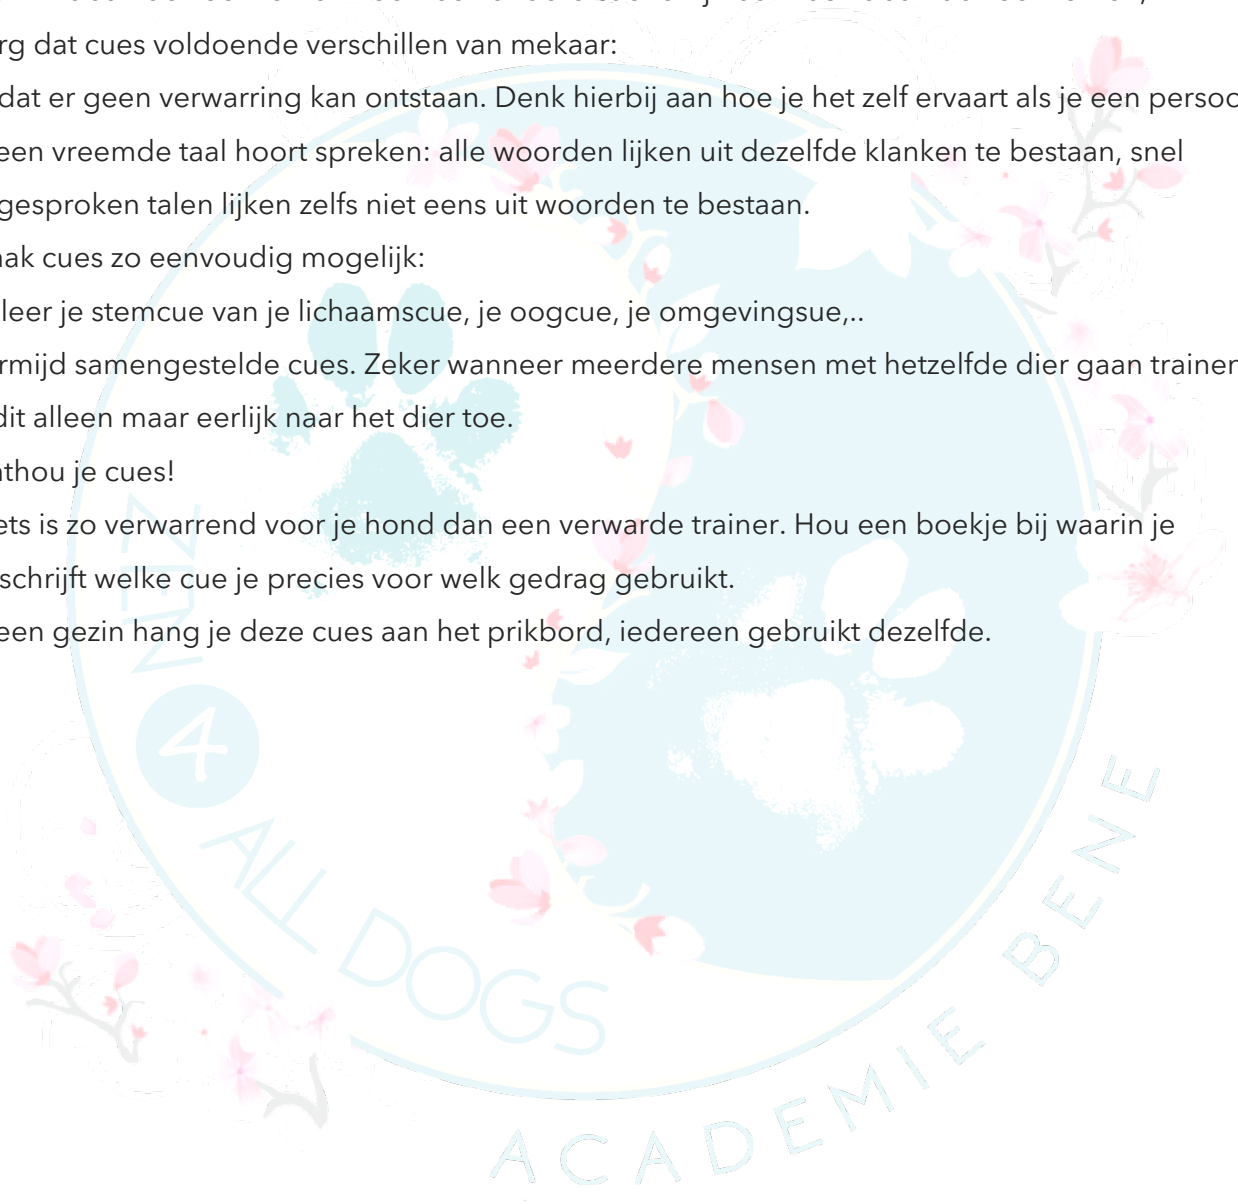 rg dat cues voldoende verschillen van mekaar:
dat er geen verwarring kan ontstaan. Denk hierbij aan hoe je het zelf ervaart als je een persoo
een vreemde taal hoort spreken: alle woorden lijken uit dezelfde klanken te bestaan, snel
gesproken talen lijken zelfs niet eens uit woorden te bestaan.
aak cues zo eenvoudig mogelijk:
leer je stemcue van je lichaamscue, je oogcue, je omgevingsue,..
rmijd samengestelde cues. Zeker wanneer meerdere mensen met hetzelfde dier gaan trainen
dit alleen maar eerlijk naar het dier toe.
nthou je cues!
ets is zo verwarrend voor je hond dan een verwarde trainer. Hou een boekje bij waarin je
schrijft welke cue je precies voor welk gedrag gebruikt.
een gezin hang je deze cues aan het prikbord, iedereen gebruikt dezelfde.
ZEN
4
ALL DOGS
ACADEMIE BENE